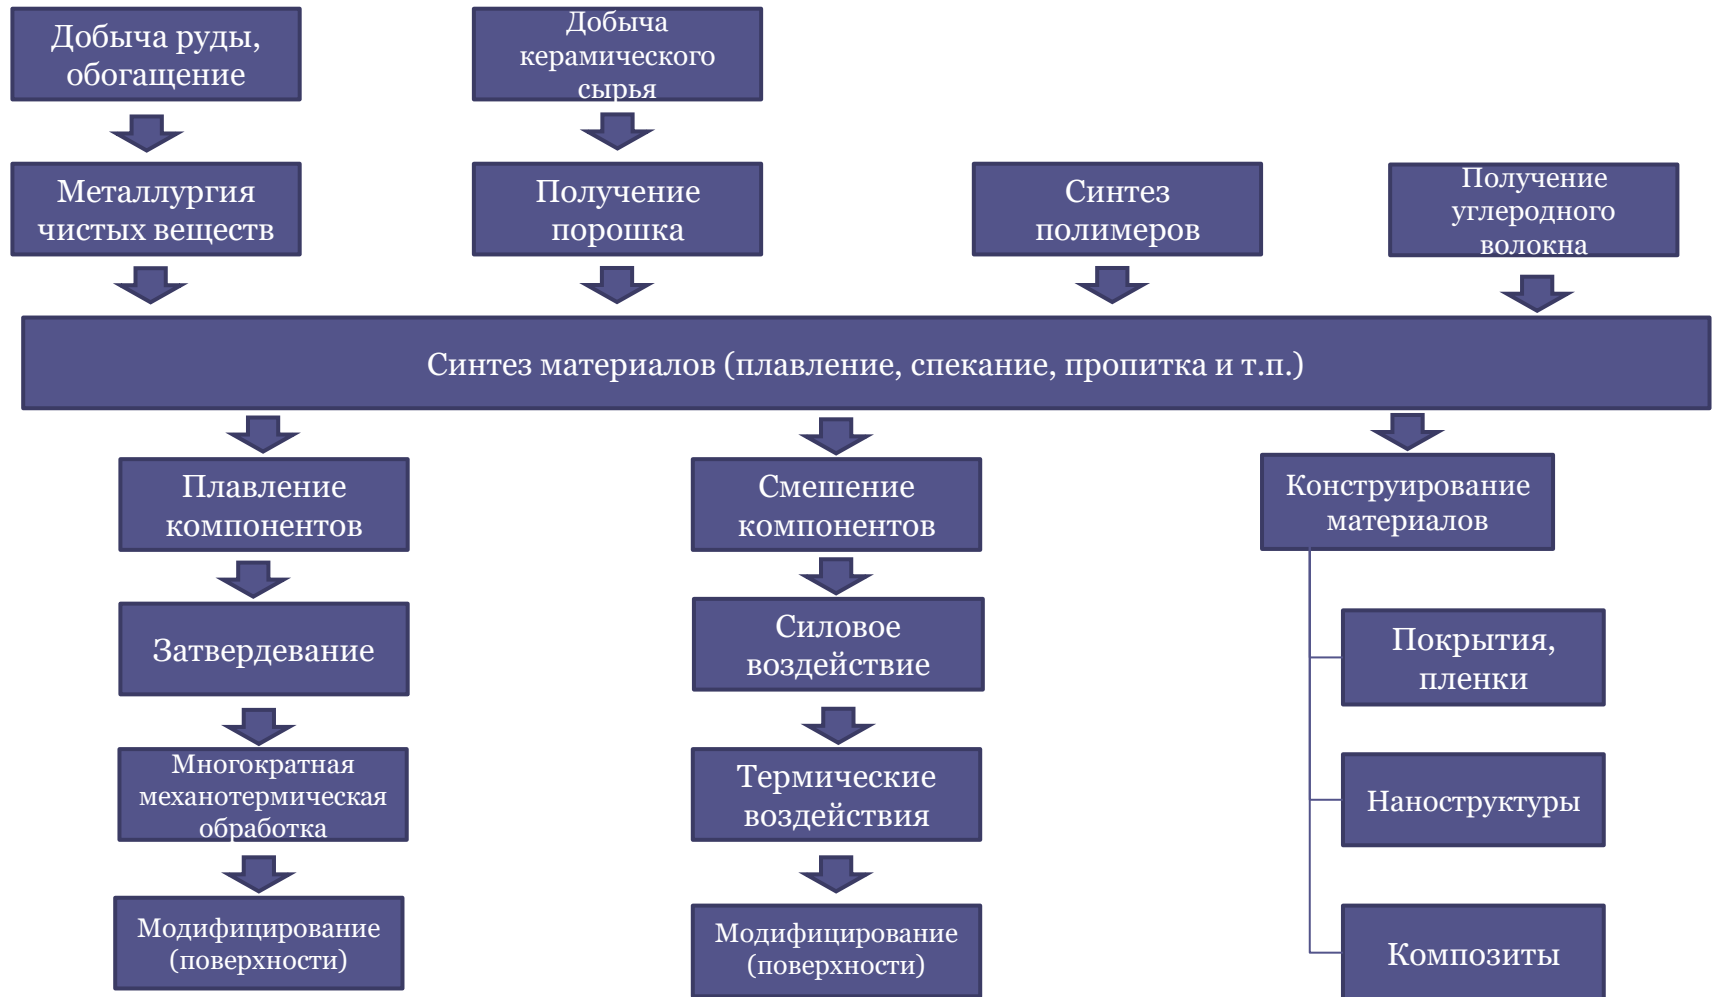 Добыча руды,
обогащение
Добыча
керамического
сырья
Металлургия
чистых веществ
Получение
порошка
Синтез
полимеров
Получение
углеродного
волокна
Синтез материалов (плавление, спекание, пропитка и т.п.)
Плавление
компонентов
Смешение
компонентов
Конструирование
материалов
Затвердевание
Силовое
воздействие
Покрытия,
пленки
Многократная
механотермическая
обработка
Термические
воздействия
Наноструктуры
Модифицирование
(поверхности)
Модифицирование
(поверхности)
Композиты